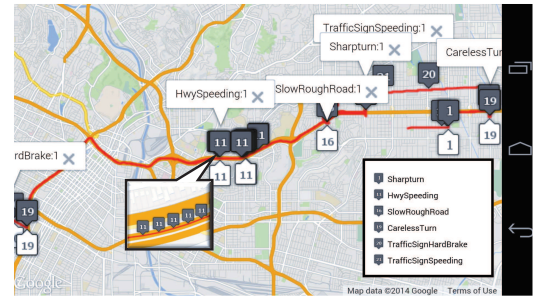 TrafficSignSpeeding:1 ×
Sharpturn:1 ×
CarelessTur
HwySpeeding:1 ×
SlowRoughRoad:1 ×
rdBrake:1 ×
20
19
1
11
11
1
16
1
19
11
11
19
19
11 11 11 11 11
Sharpturn
HwySpeeding
SlowRoughRoad
CarelessTurn
TrafficSignHardBrake
TrafficSignSpeeding
Google
Map data ©2014 Google
Terms of Use